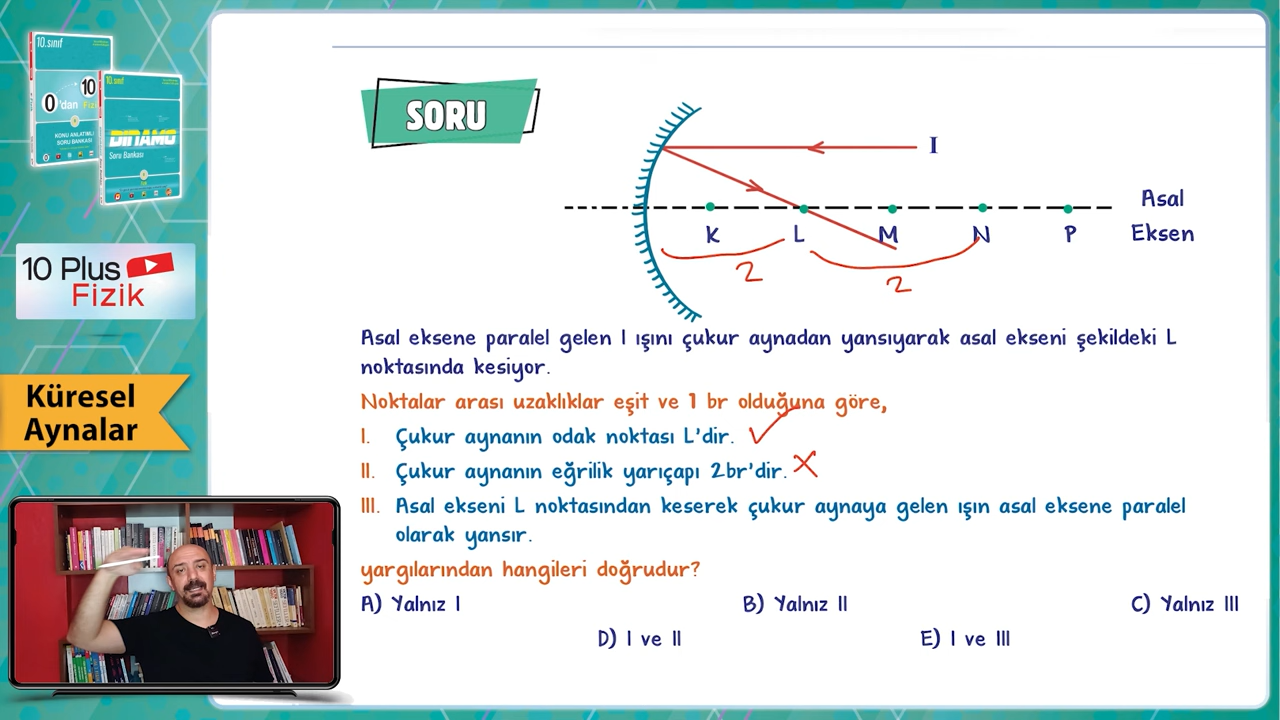 10.sınıf
0'dan 10 Fizik
KONU ANLATIMLI
SORU BANKASI
10.sınıf
DİNAMO
Soru Bankası
10 Plus
Fizik
Küresel
Aynalar
SORU
I
Asal
Eksen
K L M N P
2 2
Asal eksene paralel gelen I ışını çukur aynadan yansıyarak asal ekseni şekildeki L
noktasında kesiyor.
Noktalar arası uzaklıklar eşit ve 1 br olduğuna göre,
I. Çukur aynanın odak noktası L'dir.
II. Çukur aynanın eğrilik yarıçapı 2br'dir.
III. Asal ekseni L noktasından keserek çukur aynaya gelen ışın asal eksene paralel
olarak yansır.
yargılarından hangileri doğrudur?
A) Yalnız I B) Yalnız II C) Yalnız III
D) I ve II E) I ve III